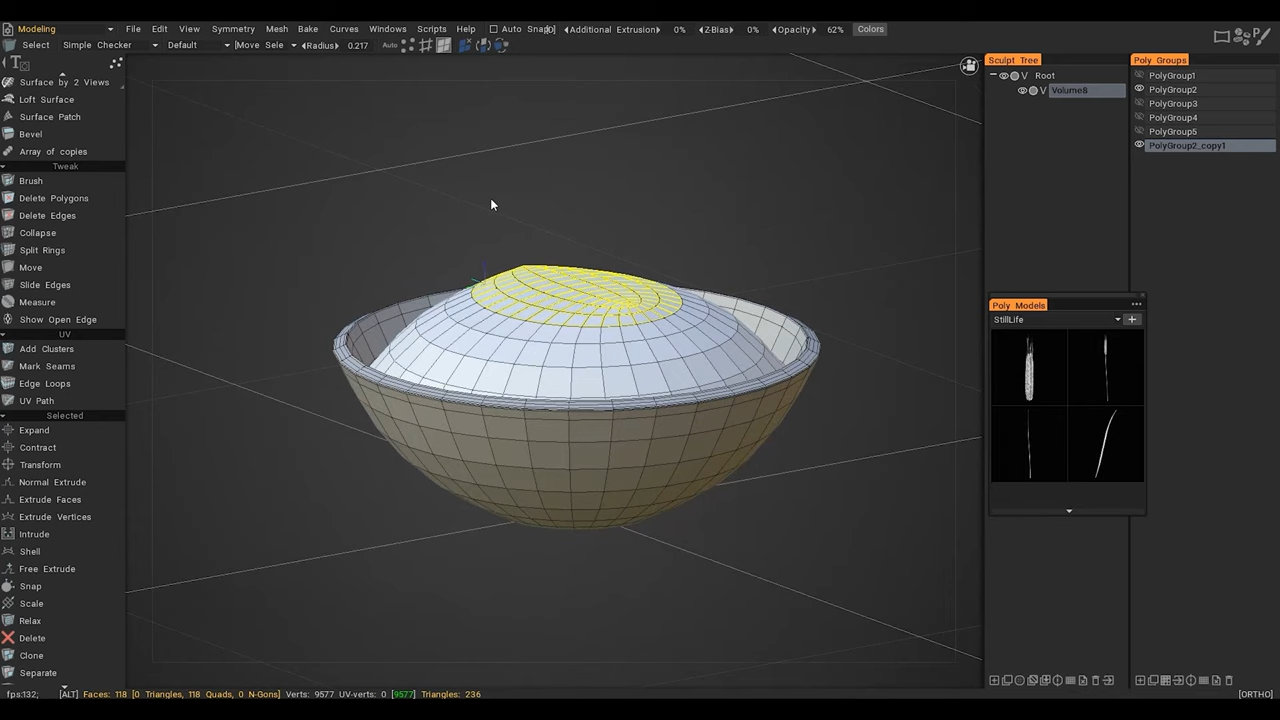 Modeling File Edit View Symmetry Mesh Bake Curves Windows Scripts Help Auto Snap Additional Extrusion 0% Z-Bias 0% Opacity 62% Colors
Select Simple Checker Default Move Sele Radius 0.217 Auto
Surface by 2 Views
Loft Surface
Surface Patch
Bevel
Array of copies
Tweak
Brush
Delete Polygons
Delete Edges
Collapse
Split Rings
Move
Slide Edges
Measure
Show Open Edge
UV
Add Clusters
Mark Seams
Edge Loops
UV Path
Selected
Expand
Contract
Transform
Normal Extrude
Extrude Faces
Extrude Vertices
Intrude
Shell
Free Extrude
Snap
Scale
Relax
Delete
Clone
Separate
Sculpt Tree
V Root
V Volume8
Poly Groups
PolyGroup1
PolyGroup2
PolyGroup3
PolyGroup4
PolyGroup5
PolyGroup2_copy1
Poly Models
StillLife
fps:132; [ALT] Faces: 118 [0 Triangles, 118 Quads, 0 N-Gons] Verts: 9577 UV-verts: 0 [9577] Triangles: 236 [ORTHO]